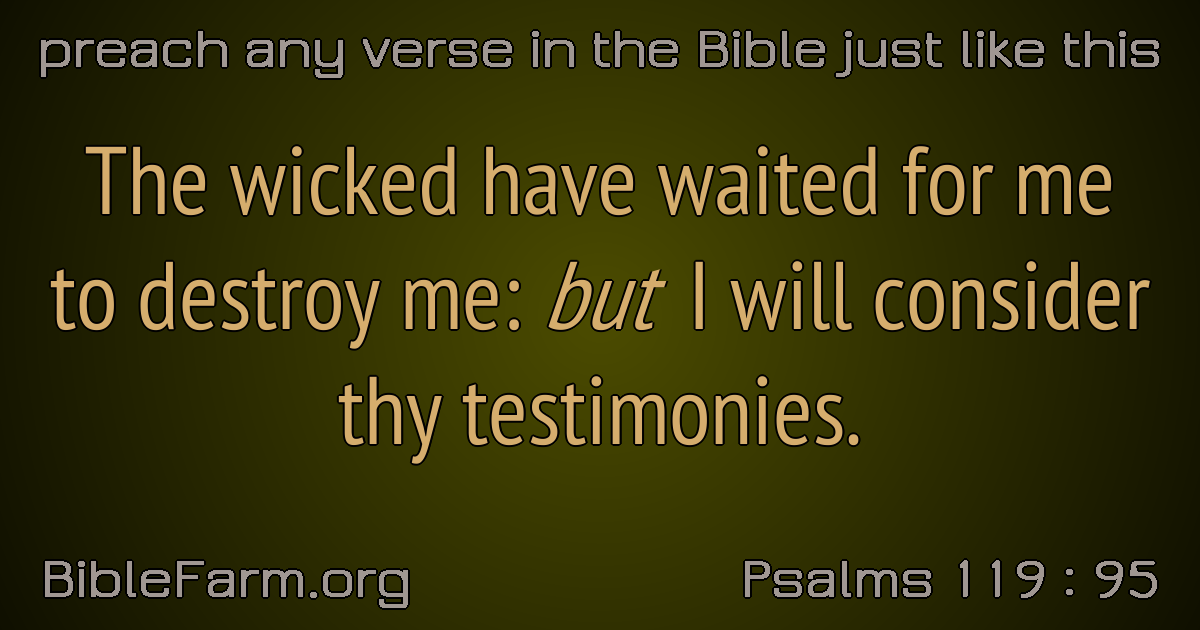 preach any verse in the Bible just like this
The wicked have waited for me
to destroy me: but I will consider
thy testimonies.
BibleFarm.org
Psalms 119 : 95